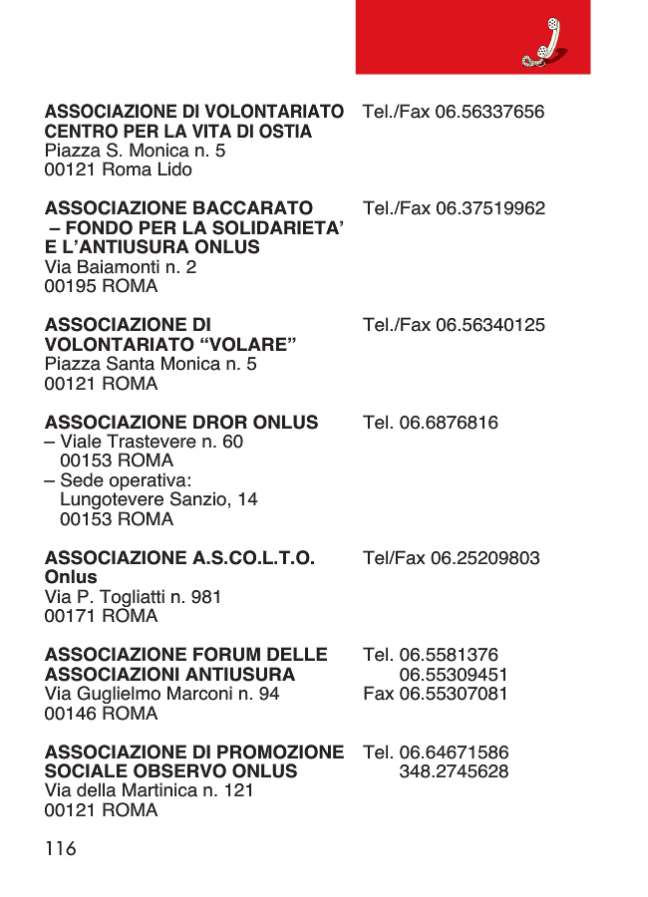 ASSOCIAZIONE DI VOLONTARIATO Tel./Fax 06.56337656
CENTRO PER LA VITA DI OSTIA
Piazza S. Monica n. 5
00121 Roma Lido
ASSOCIAZIONE BACCARATO Tel./Fax 06.37519962
– FONDO PER LA SOLIDARIETA'
E L'ANTIUSURA ONLUS
Via Baiamonti n. 2
00195 ROMA
ASSOCIAZIONE DI Tel./Fax 06.56340125
VOLONTARIATO “VOLARE”
Piazza Santa Monica n. 5
00121 ROMA
ASSOCIAZIONE DROR ONLUS Tel. 06.6876816
– Viale Trastevere n. 60
00153 ROMA
– Sede operativa:
Lungotevere Sanzio, 14
00153 ROMA
ASSOCIAZIONE A.S.CO.L.T.O. Tel/Fax 06.25209803
Onlus
Via P. Togliatti n. 981
00171 ROMA
ASSOCIAZIONE FORUM DELLE Tel. 06.5581376
ASSOCIAZIONI ANTIUSURA 06.55309451
Via Guglielmo Marconi n. 94 Fax 06.55307081
00146 ROMA
ASSOCIAZIONE DI PROMOZIONE Tel. 06.64671586
SOCIALE OBSERVO ONLUS 348.2745628
Via della Martinica n. 121
00121 ROMA
116